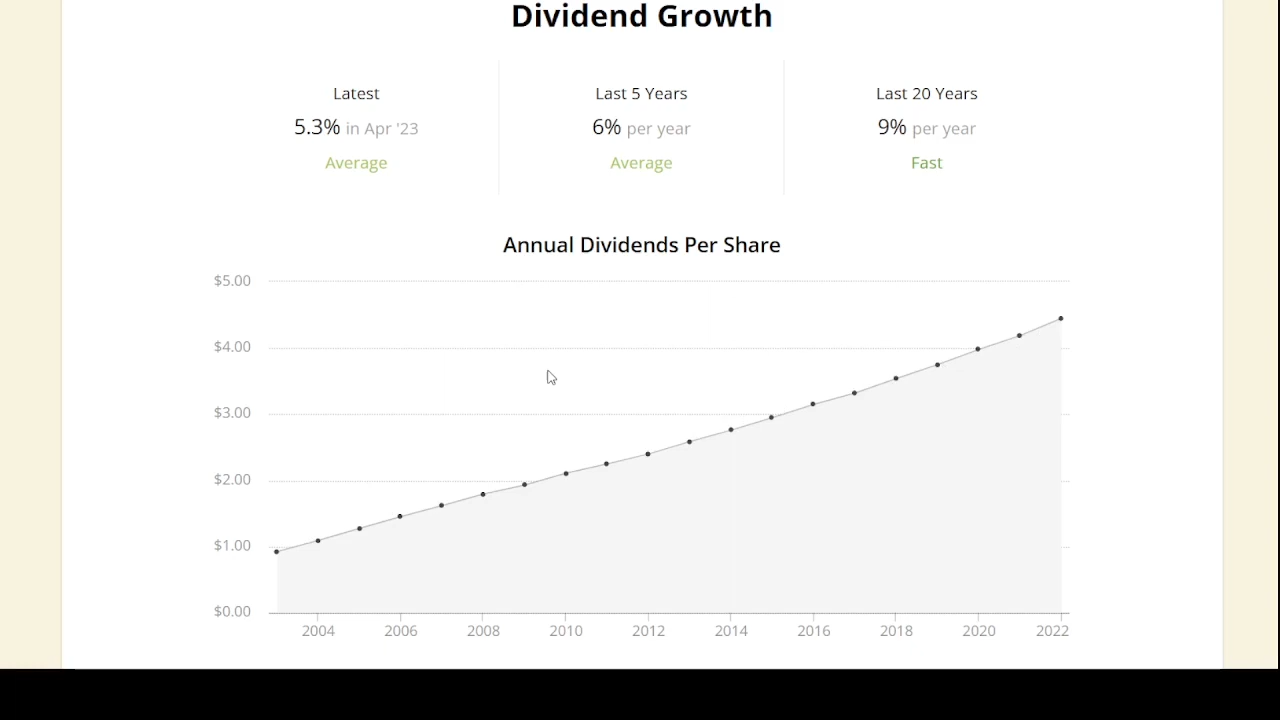 Dividend Growth
Latest
5.3% in Apr '23
Average
Last 5 Years
6% per year
Average
Last 20 Years
9% per year
Fast
Annual Dividends Per Share
$5.00
$4.00
$3.00
$2.00
$1.00
$0.00
2004 2006 2008 2010 2012 2014 2016 2018 2020 2022